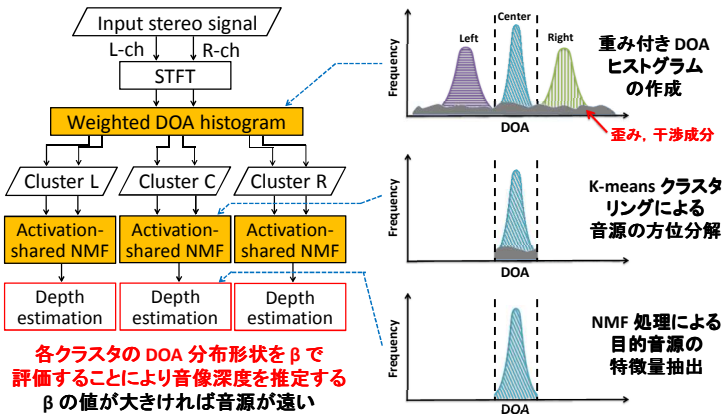 Input stereo signal
L-ch
R-ch
STFT
Weighted DOA histogram
Cluster L
Cluster C
Cluster R
Activation-
shared NMF
Activation-
shared NMF
Activation-
shared NMF
Depth
estimation
Depth
estimation
Depth
estimation
各クラスタの DOA 分布形状を β で
評価することにより音像深度を推定する
β の値が大きければ音源が遠い
Frequency
Left
Center
Right
DOA
重み付き DOA
ヒストグラム
の作成
歪み，干渉成分
Frequency
DOA
K-means クラスタ
リングによる
音源の方位分解
Frequency
DOA
NMF 処理による
目的音源の
特徴量抽出